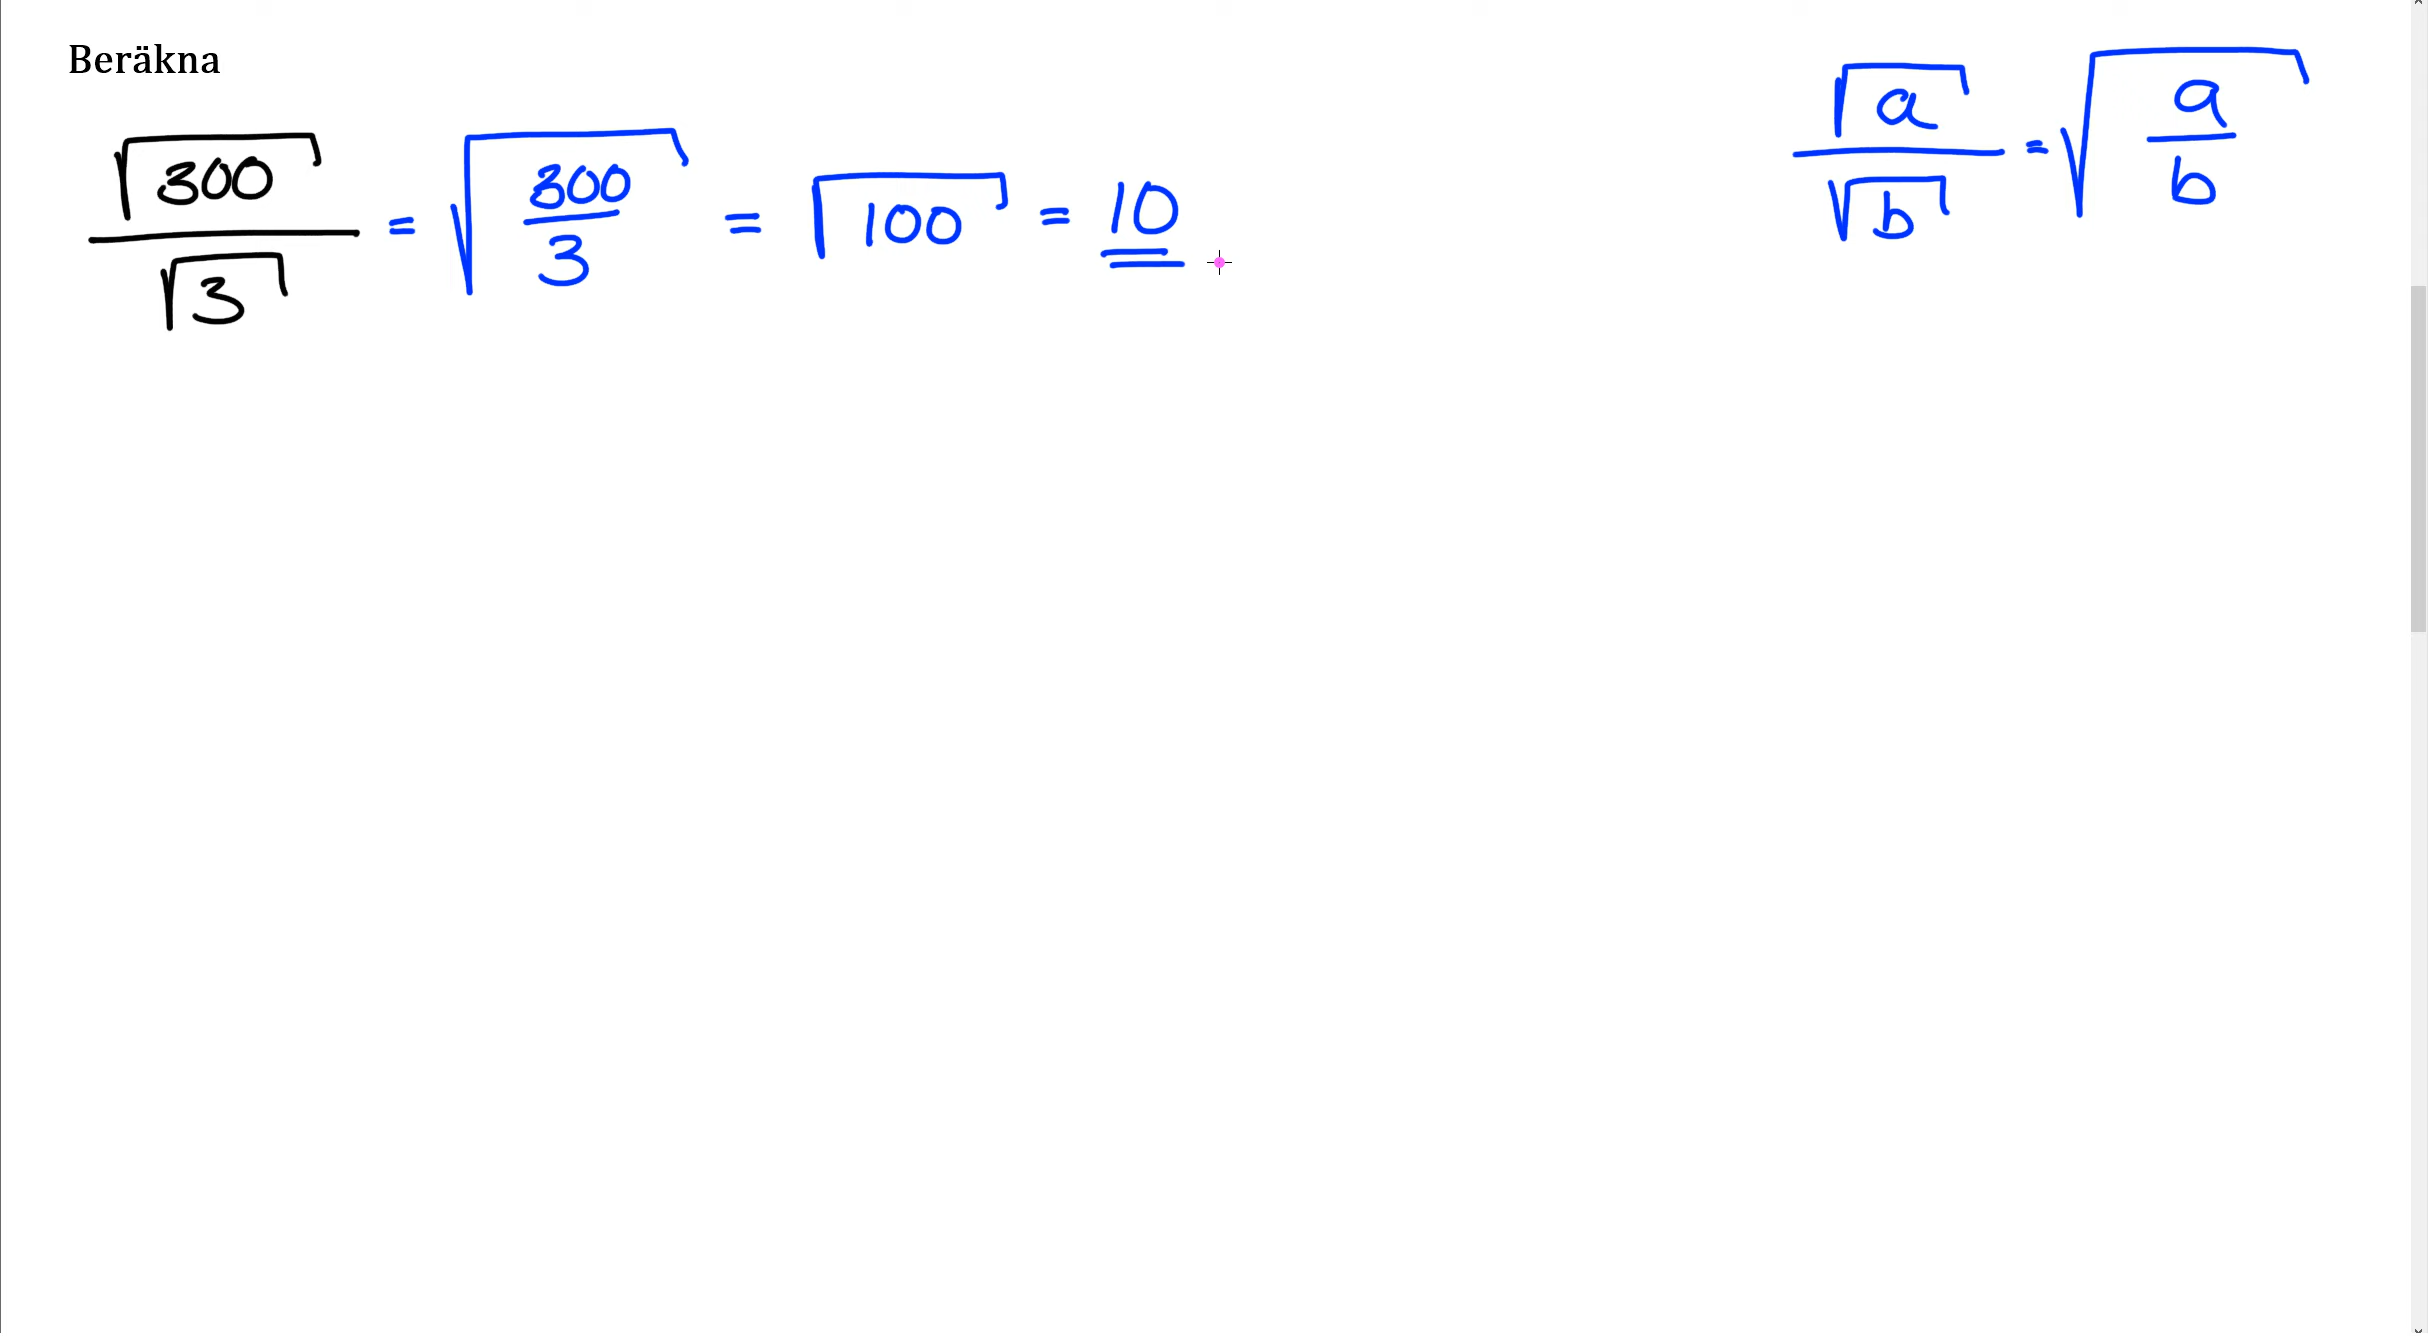 Beräkna
√300 / √3 = √(300/3) = √100 = 10
√a / √b = √(a/b)